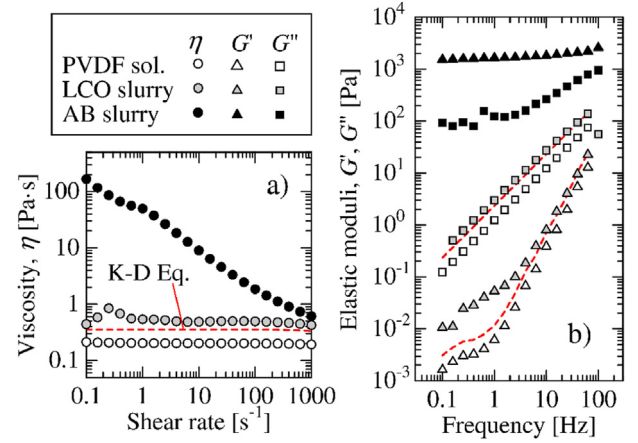 η G' G"
PVDF sol.
LCO slurry
AB slurry
a)
K-D Eq.
Viscosity, η [Pa·s]
100
10
1
0.1
0.1 1 10 100 1000
Shear rate [s⁻¹]
b)
Elastic moduli, G', G" [Pa]
10⁴
10³
10²
10¹
10⁰
10⁻¹
10⁻²
10⁻³
0.1 1 10 100 1000
Frequency [Hz]